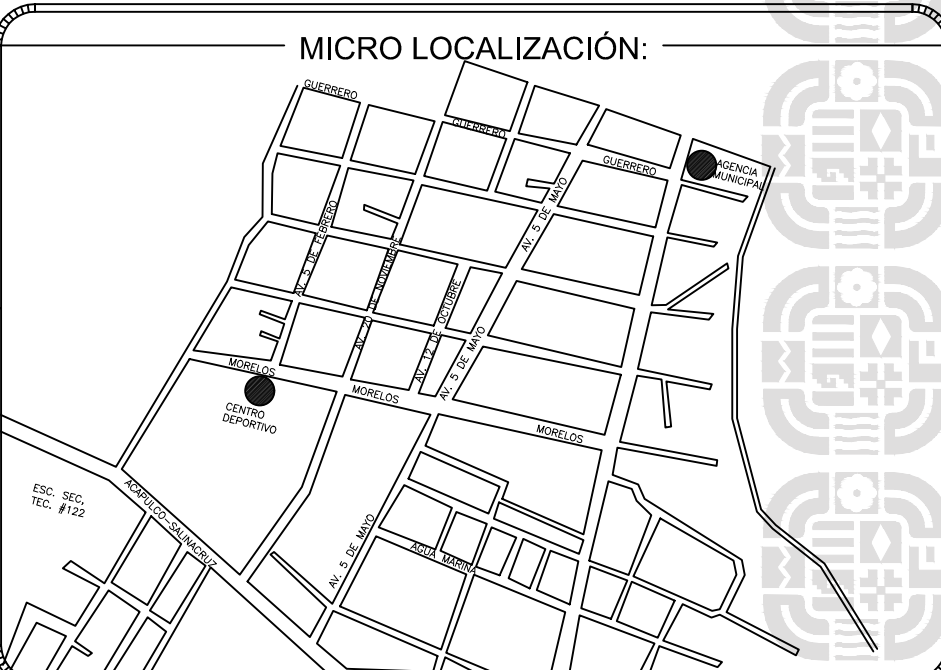 MICRO LOCALIZACIÓN:
GUERRERO
GUERRERO
GUERRERO
AGENCIA
MUNICIPAL
AV. 5 DE MAYO
AV. 5 DE FEBRERO
AV. 20 DE NOVIEMBRE
AV. 12 DE OCTUBRE
AV. 5 DE MAYO
MORELOS
MORELOS
CENTRO
DEPORTIVO
MORELOS
ESC. SEC,
TEC. #122
ACAPULCO-SALINACRUZ
AV. 5 DE MAYO
AGUA MARINA